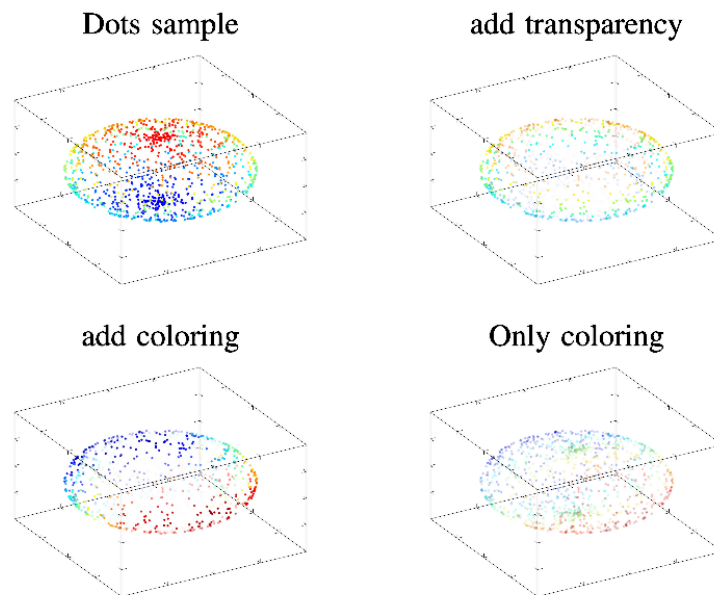 Dots sample
add transparency
add coloring
Only coloring